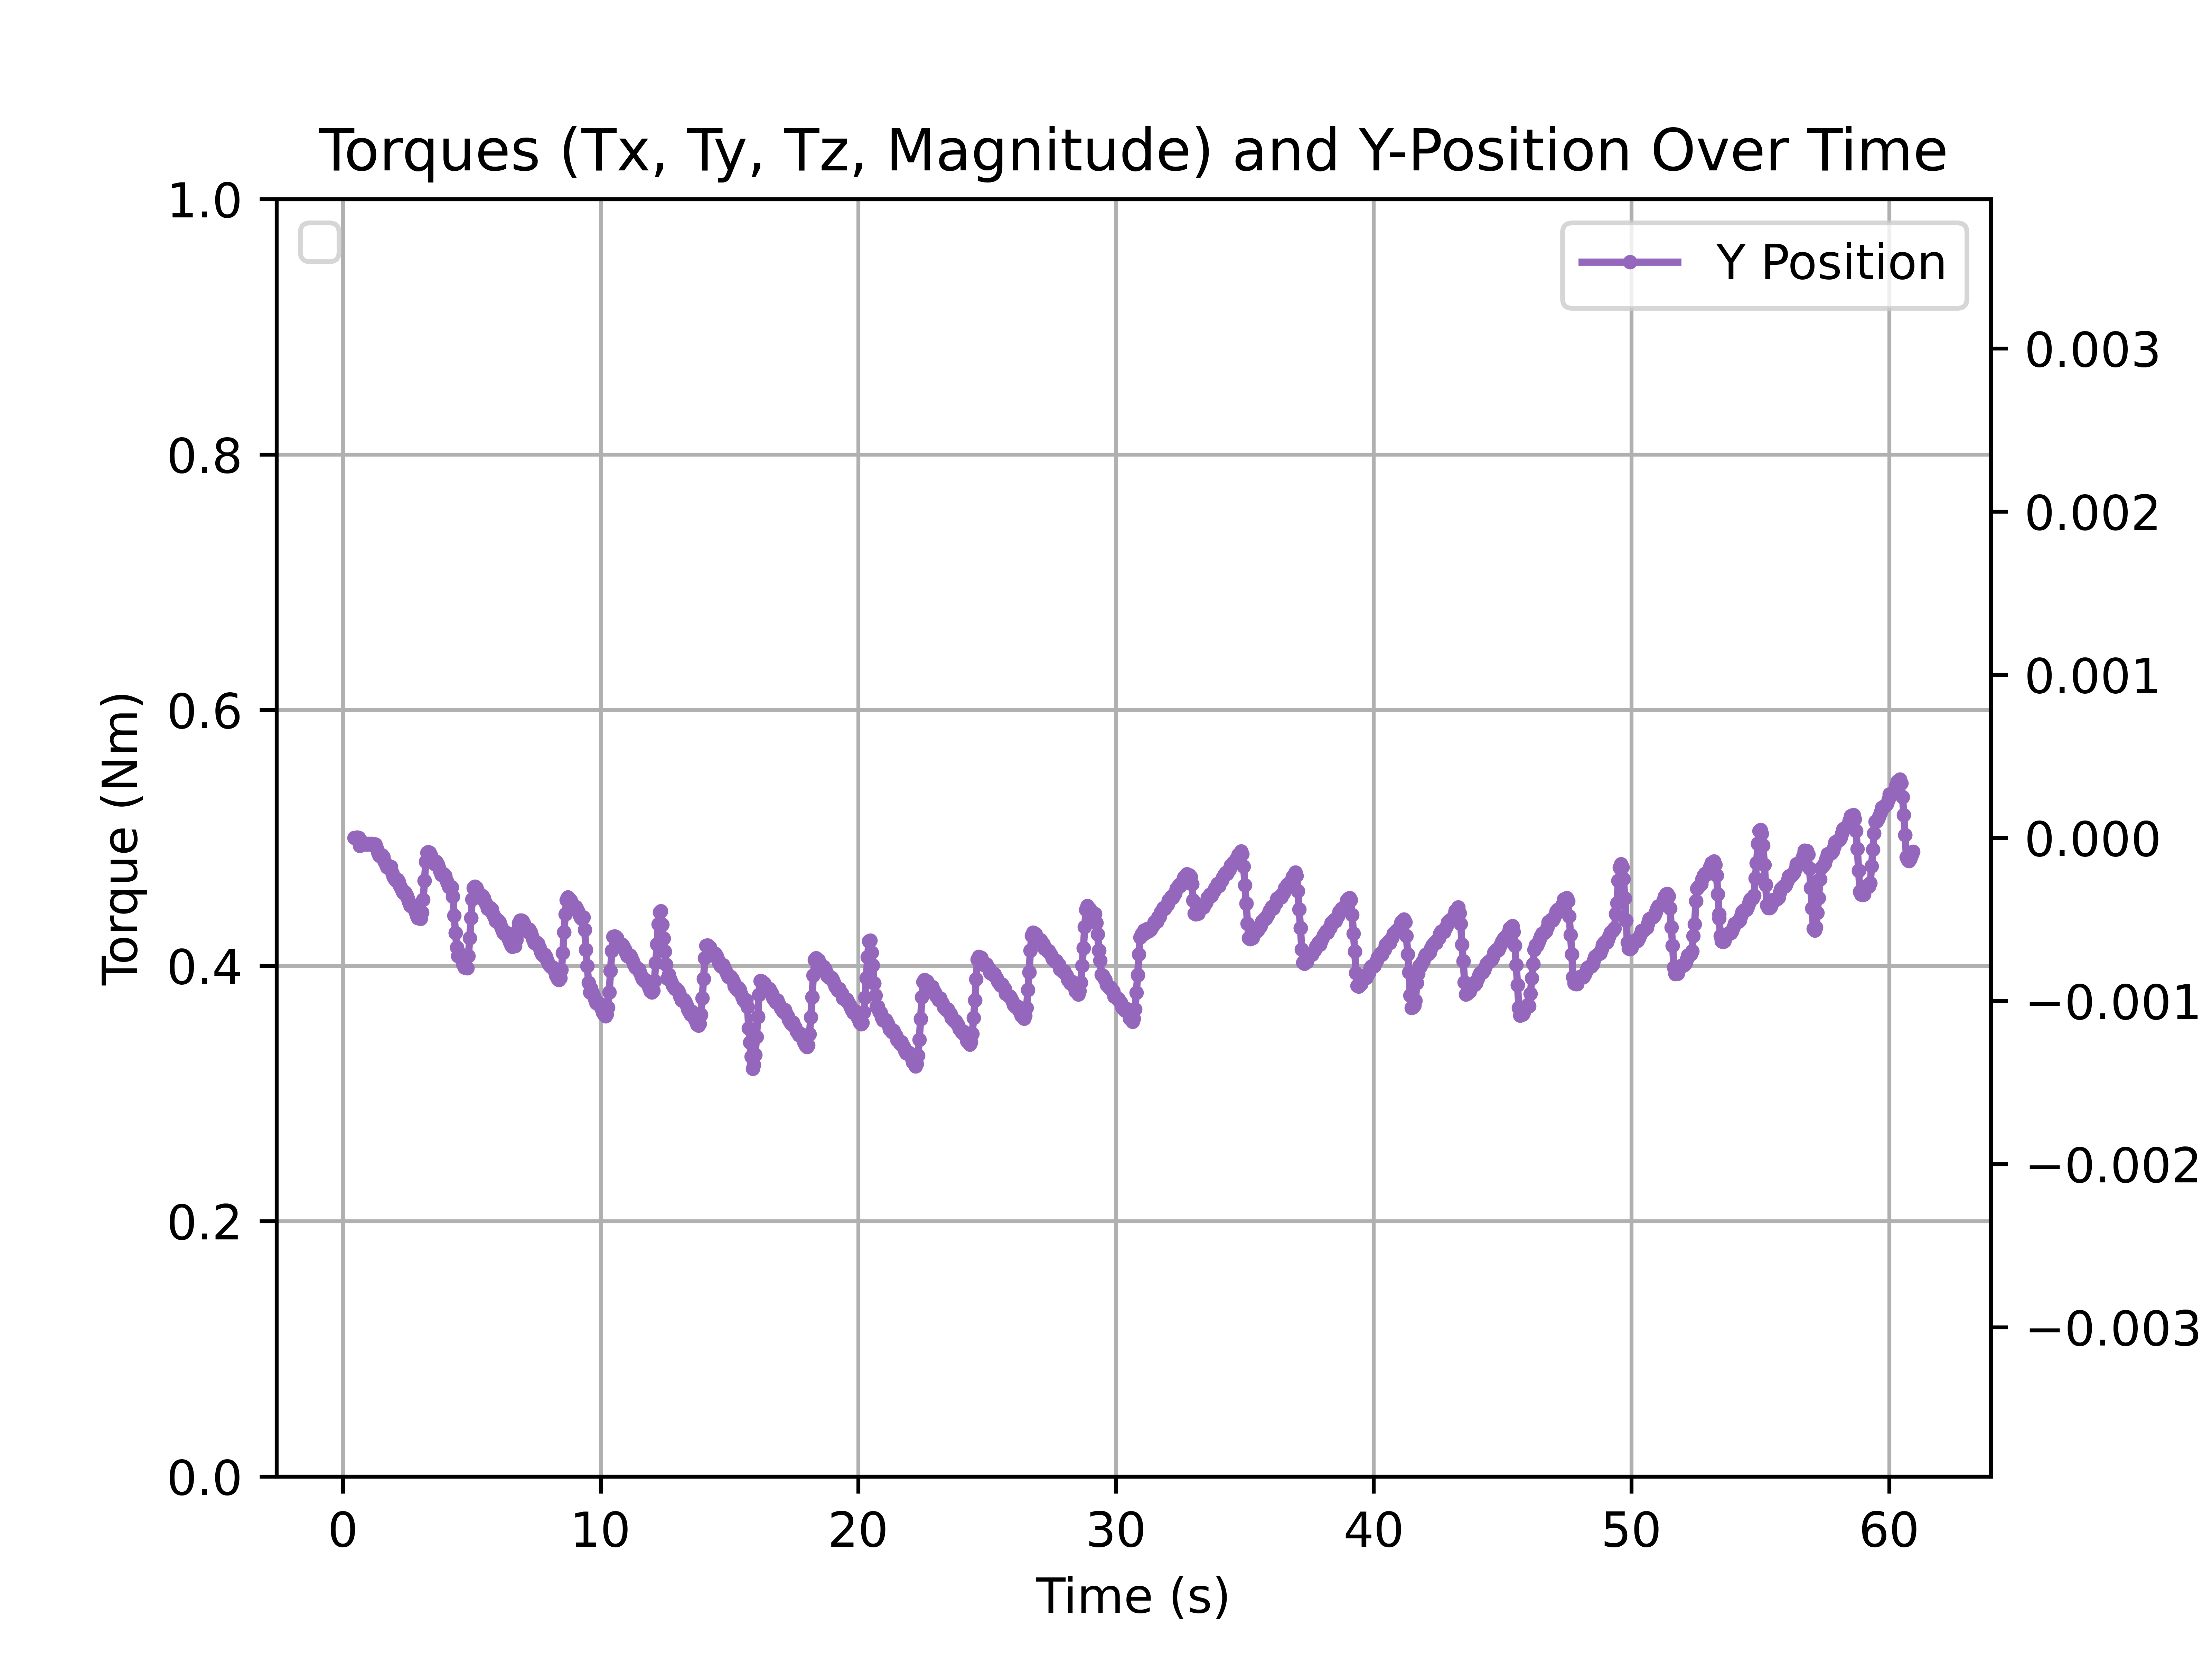 Torques (Tx, Ty, Tz, Magnitude) and Y-Position Over Time
1.0
0.8
0.6
0.4
0.2
0.0
Torque (Nm)
Y Position
0.003
0.002
0.001
0.000
−0.001
−0.002
−0.003
0 10 20 30 40 50 60
Time (s)